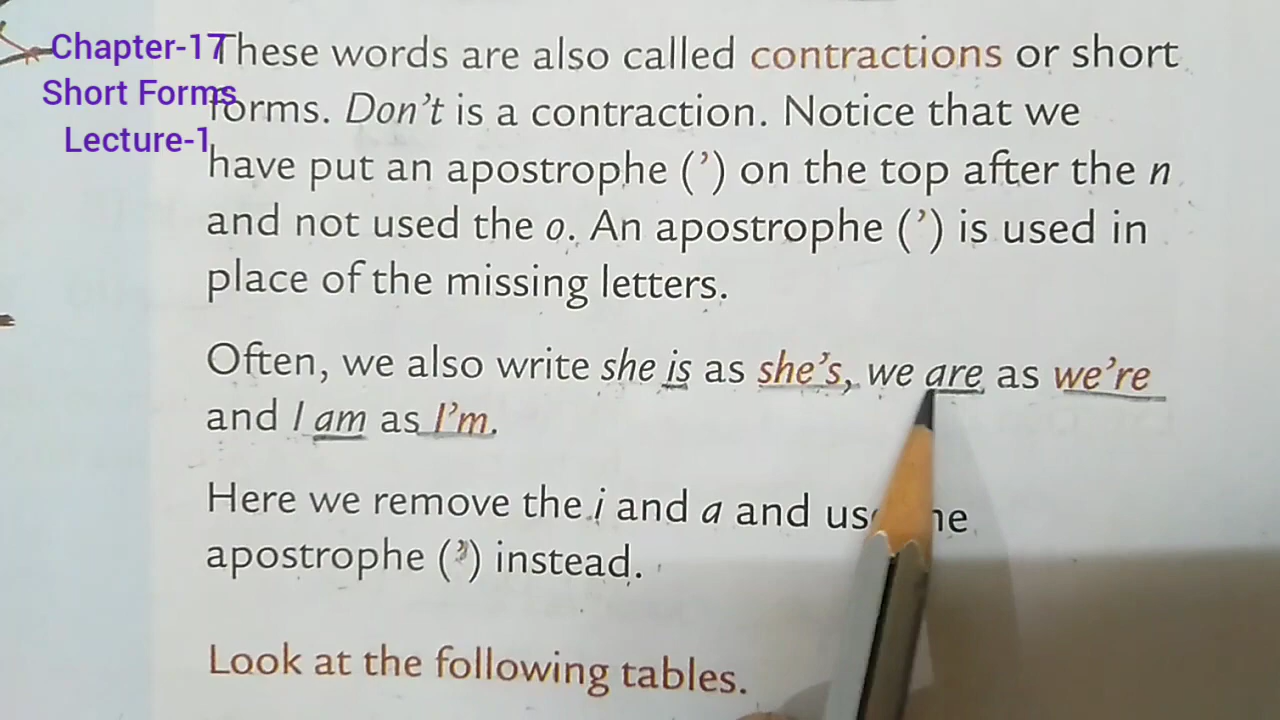 Chapter-17
Short Forms
Lecture-1
These words are also called contractions or short
forms. Don't is a contraction. Notice that we
have put an apostrophe (’) on the top after the n
and not used the o. An apostrophe (’) is used in
place of the missing letters.
Often, we also write she is as she's, we are as we're
and I am as I'm.
Here we remove the i and a and use the
apostrophe (’) instead.
Look at the following tables.